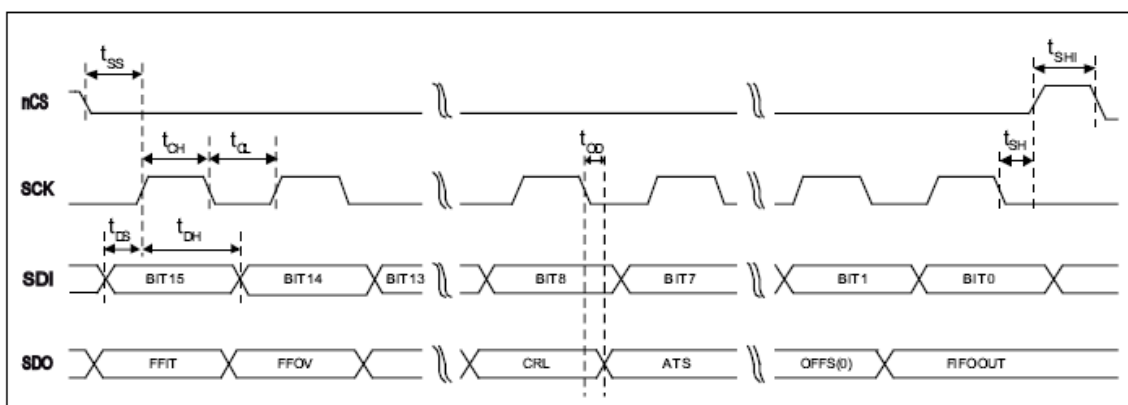 tSS
tSHI
nCS
tCH
tCL
tOD
tSH
SCK
tDS
tDH
SDI
BIT15
BIT14
BIT13
BIT8
BIT7
BIT1
BIT0
SDO
FFIT
FFOV
CRL
ATS
OFFS(0)
FIFOOUT